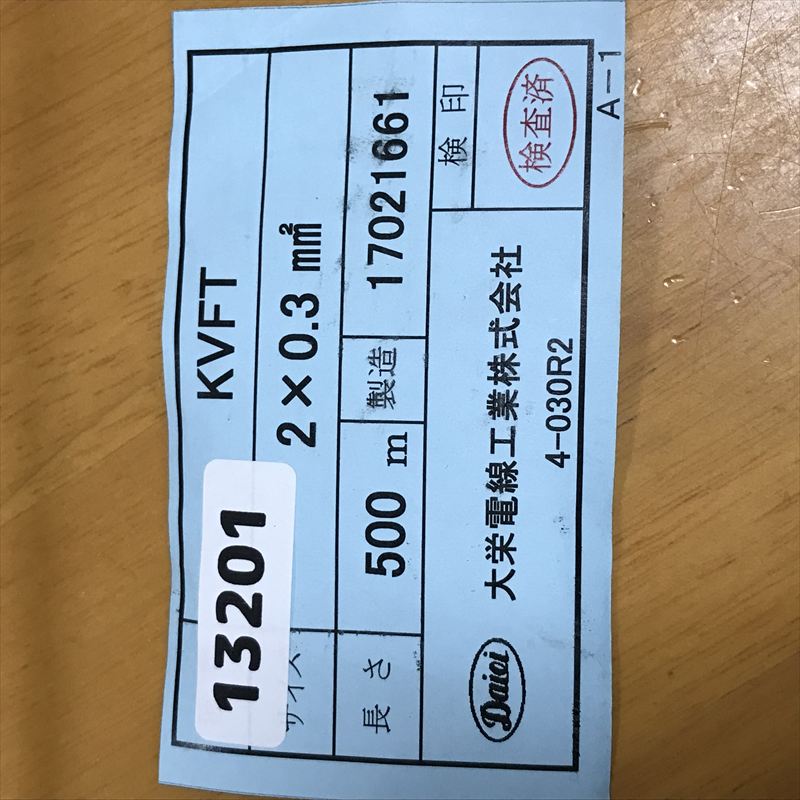 13201
KVFT
サイズ 2×0.3 m㎡
長さ 500 m 製造 17021661
検印
検査済
Daiei
大栄電線工業株式会社
4-030R2
A-1